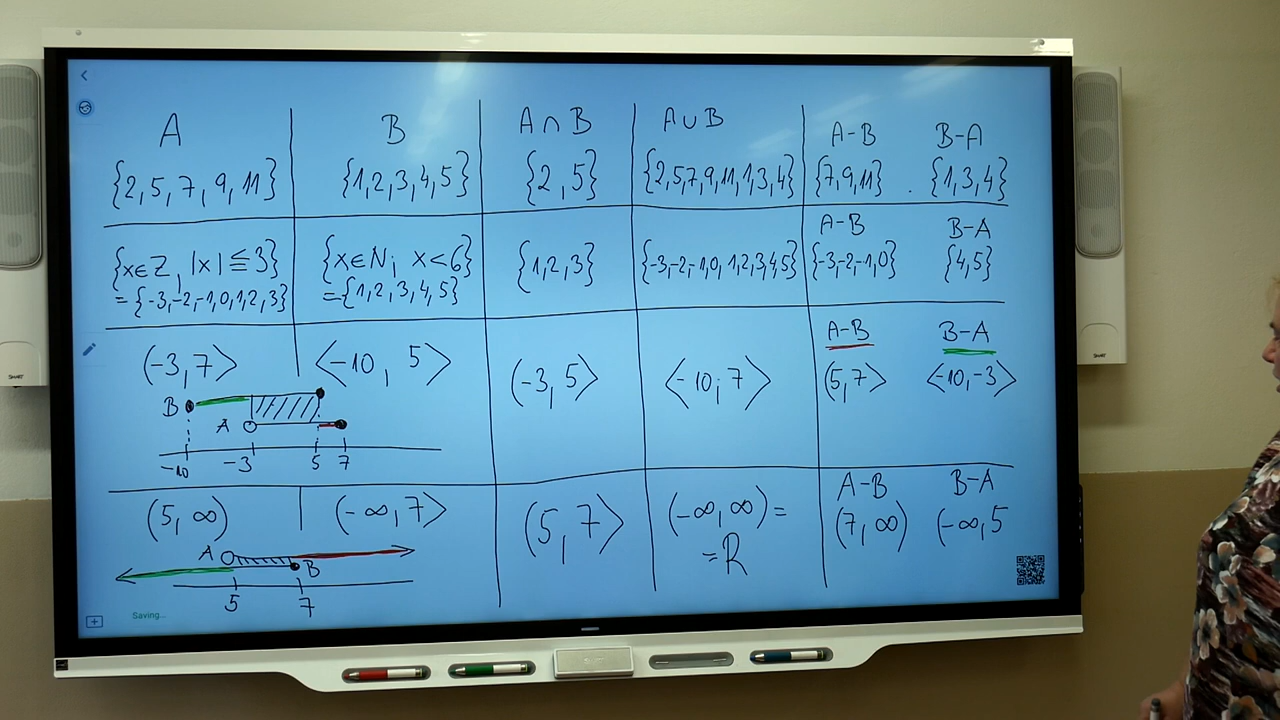 A B A∩B A∪B A-B B-A
{2,5,7,9,11} {1,2,3,4,5} {2,5} {2,5,7,9,11,1,3,4} {7,9,11} . {1,3,4}
A-B B-A
{x∈Z, |x|≦3} {x∈N; x<6} {1,2,3} {-3,-2,-1,0,1,2,3,4,5} {-3,-2,-1,0} {4,5}
={-3,-2,-1,0,1,2,3} ={1,2,3,4,5}
A-B B-A
(-3,7⟩ ⟨-10, 5⟩ (-3,5⟩ ⟨-10;7⟩ (5,7⟩ ⟨-10,-3⟩
B
A
-10 -3 5 7
A-B B-A
(5,∞) (-∞,7⟩ (5,7⟩ (-∞,∞)= (7,∞) (-∞,5
=R
A B
5 7
Saving...
SMART
SMART